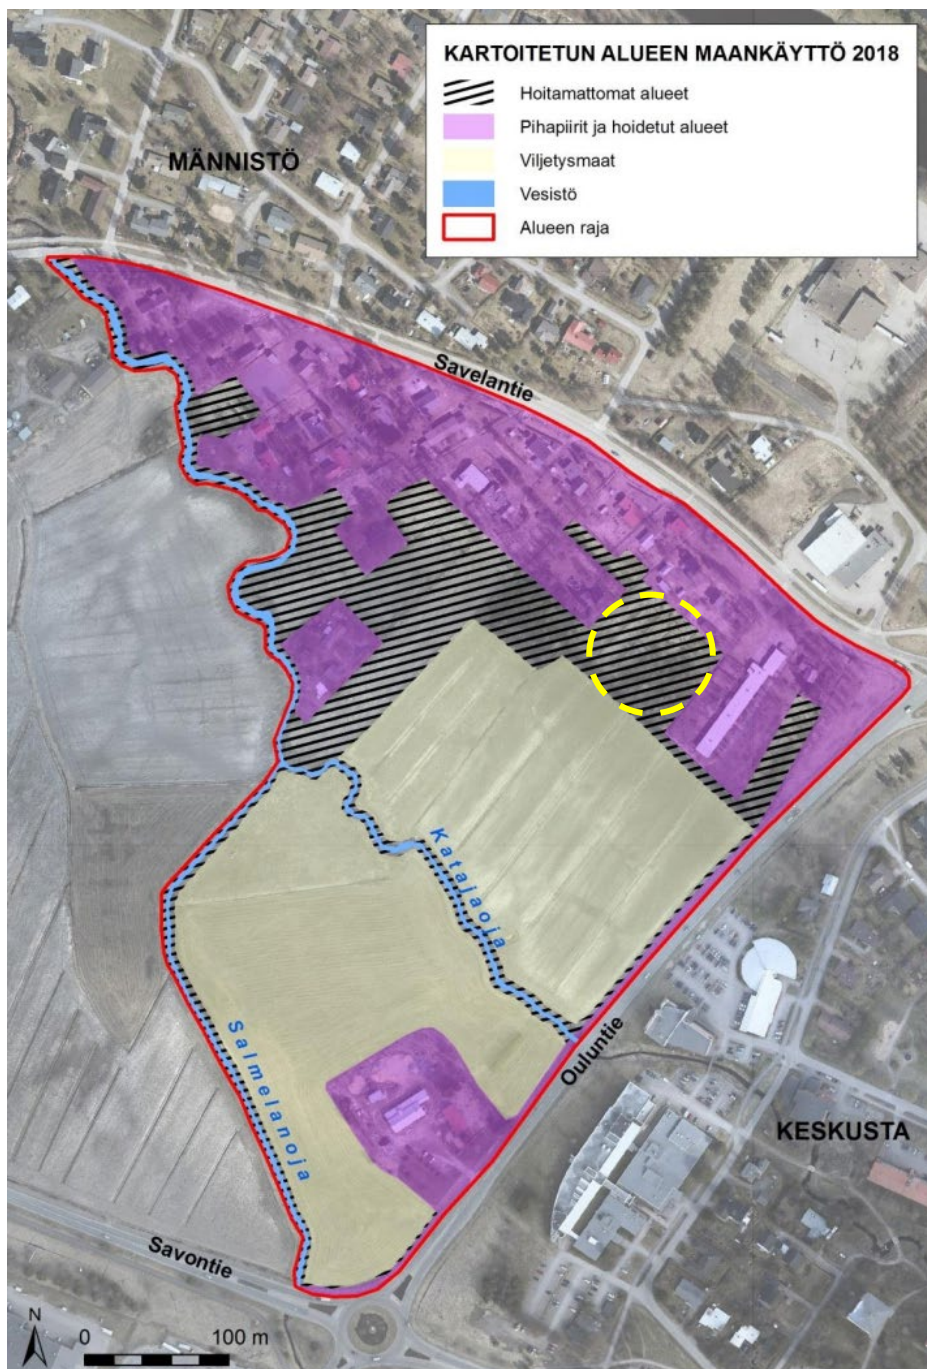 KARTOITETUN ALUEEN MAANKÄYTTÖ 2018
Hoitamattomat alueet
Pihapiirit ja hoidetut alueet
Viljetysmaat
Vesistö
Alueen raja
MÄNNISTÖ
Savelantie
Katajaoja
Ouluntie
Salmelanoja
KESKUSTA
Savontie
N
0 100 m